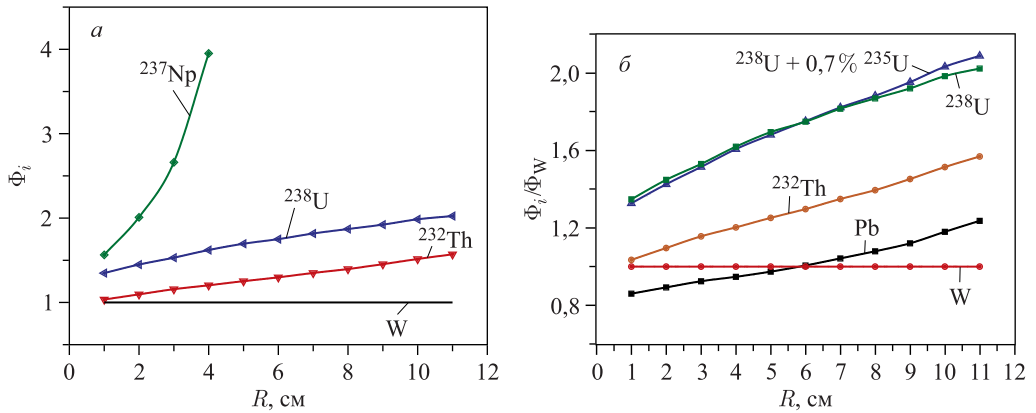 а
4
3
2
1
Φᵢ
²³⁷Np
²³⁸U
²³²Th
W
0 2 4 6 8 10 12
R, см
б
2,0
1,6
1,2
0,8
Φᵢ/Φ_W
²³⁸U + 0,7% ²³⁵U
²³⁸U
²³²Th
Pb
W
0 1 2 3 4 5 6 7 8 9 10 11 12
R, см